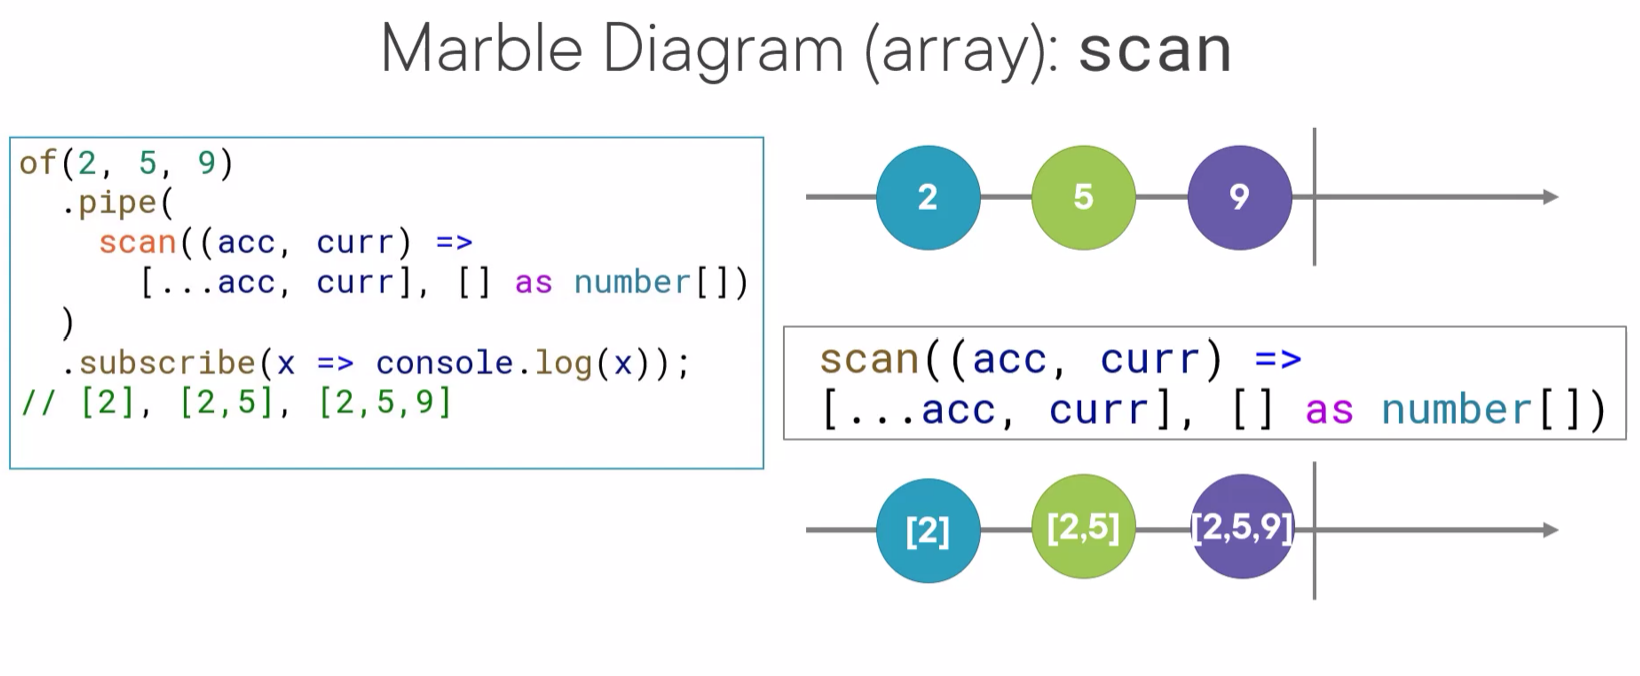 Marble Diagram (array): scan
of(2, 5, 9)
.pipe(
scan((acc, curr) =>
[...acc, curr], [] as number[])
)
.subscribe(x => console.log(x));
// [2], [2,5], [2,5,9]
2 5 9
scan((acc, curr) =>
[...acc, curr], [] as number[])
[2] [2,5] [2,5,9]